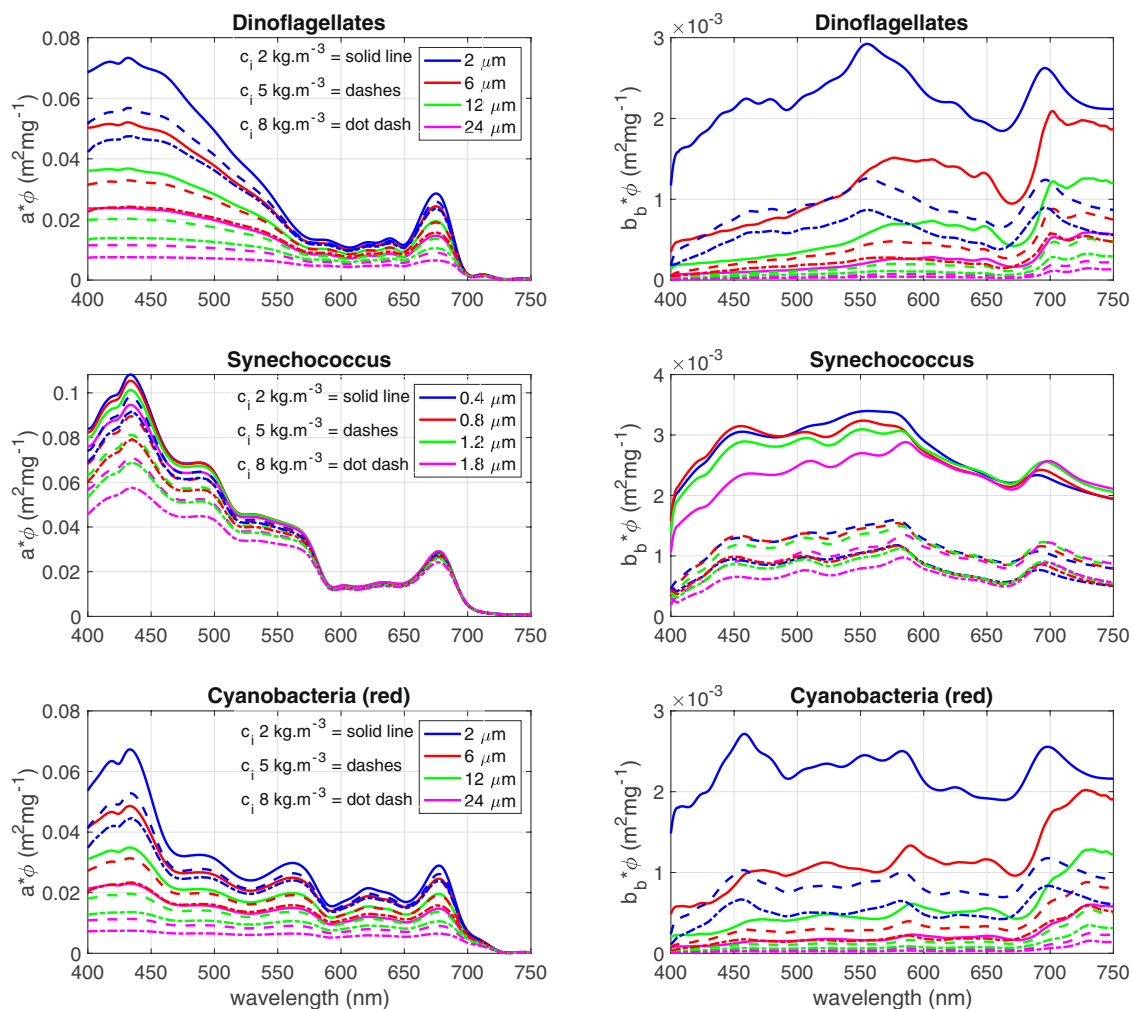 Dinoflagellates
0.08
0.06
0.04
0.02
0
a*ϕ (m²mg⁻¹)
c_i 2 kg.m⁻³ = solid line
c_i 5 kg.m⁻³ = dashes
c_i 8 kg.m⁻³ = dot dash
2 μm
6 μm
12 μm
24 μm
400 450 500 550 600 650 700 750
Dinoflagellates
×10⁻³
3
2
1
0
b_b*ϕ (m²mg⁻¹)
400 450 500 550 600 650 700 750
Synechococcus
0.1
0.08
0.06
0.04
0.02
0
a*ϕ (m²mg⁻¹)
c_i 2 kg.m⁻³ = solid line
c_i 5 kg.m⁻³ = dashes
c_i 8 kg.m⁻³ = dot dash
0.4 μm
0.8 μm
1.2 μm
1.8 μm
400 450 500 550 600 650 700 750
Synechococcus
×10⁻³
4
3
2
1
0
b_b*ϕ (m²mg⁻¹)
400 450 500 550 600 650 700 750
Cyanobacteria (red)
0.08
0.06
0.04
0.02
0
a*ϕ (m²mg⁻¹)
c_i 2 kg.m⁻³ = solid line
c_i 5 kg.m⁻³ = dashes
c_i 8 kg.m⁻³ = dot dash
2 μm
6 μm
12 μm
24 μm
400 450 500 550 600 650 700 750
wavelength (nm)
Cyanobacteria (red)
×10⁻³
3
2
1
0
b_b*ϕ (m²mg⁻¹)
400 450 500 550 600 650 700 750
wavelength (nm)